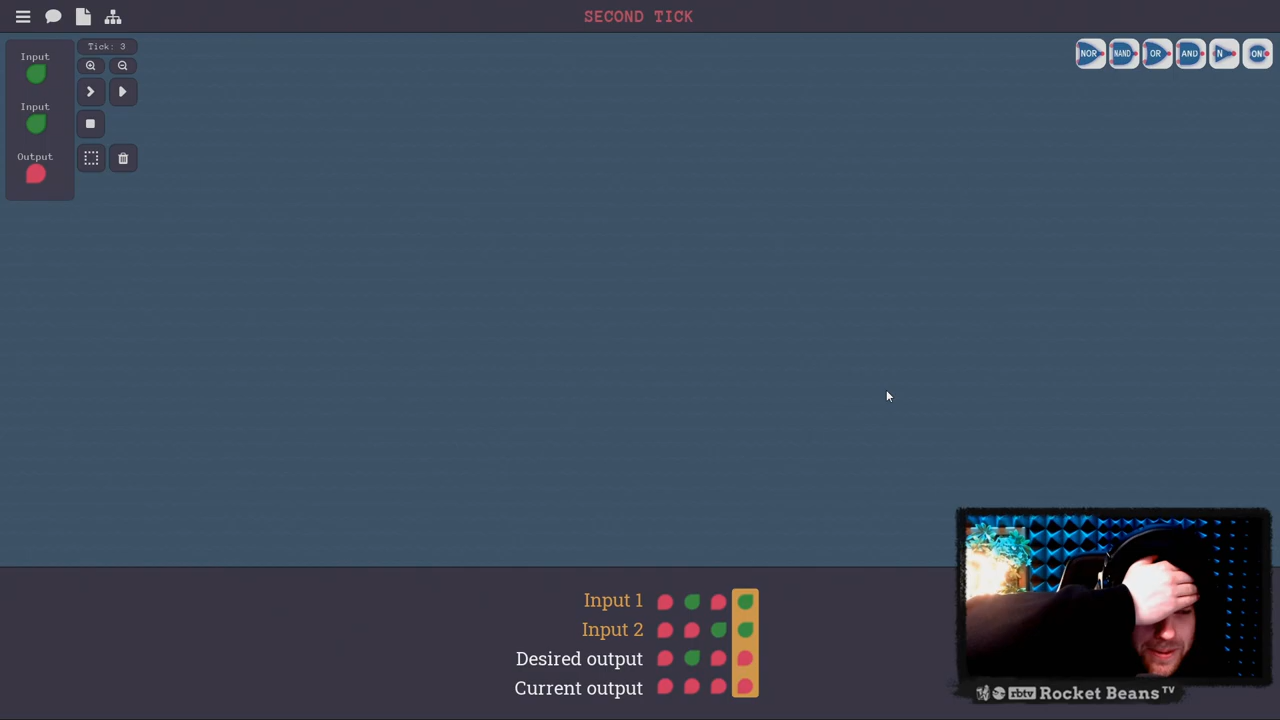 SECOND TICK
Input
Input
Output
Tick: 3
NOR NAND OR AND N ON
Input 1
Input 2
Desired output
Current output
rbtv Rocket Beans TV